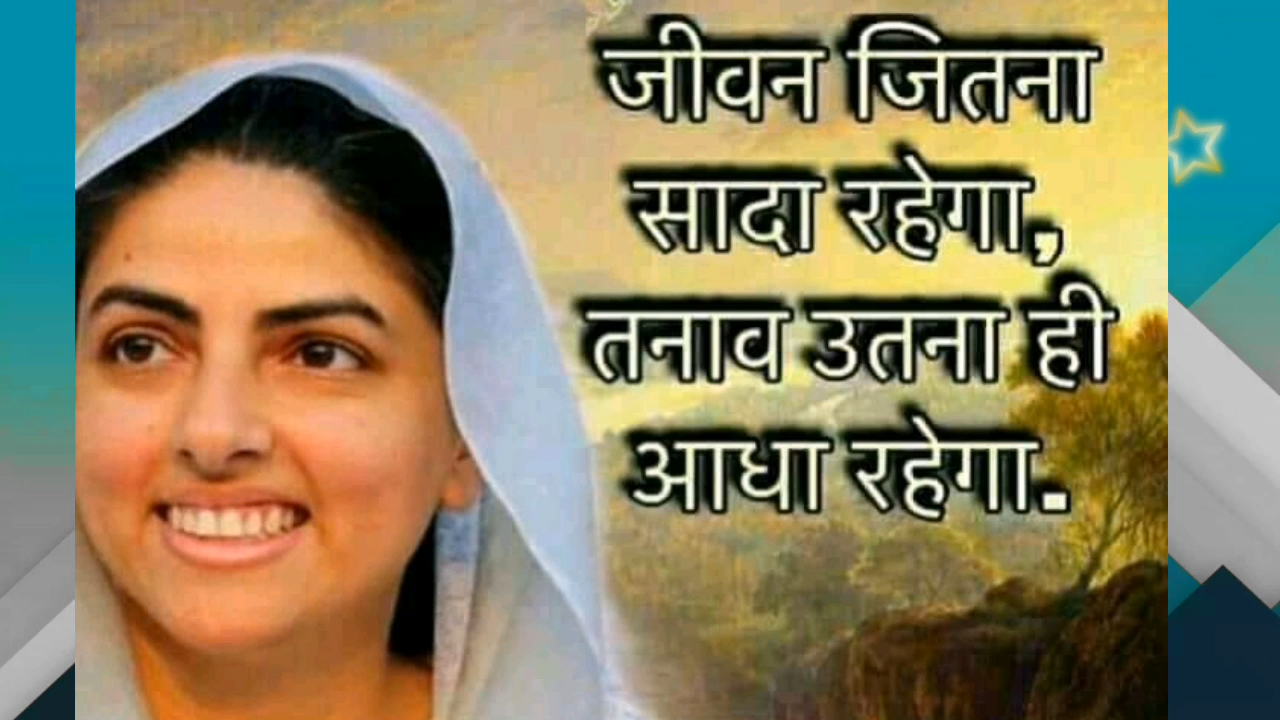 जीवन जितना
सादा रहेगा,
तनाव उतना ही
आधा रहेगा.